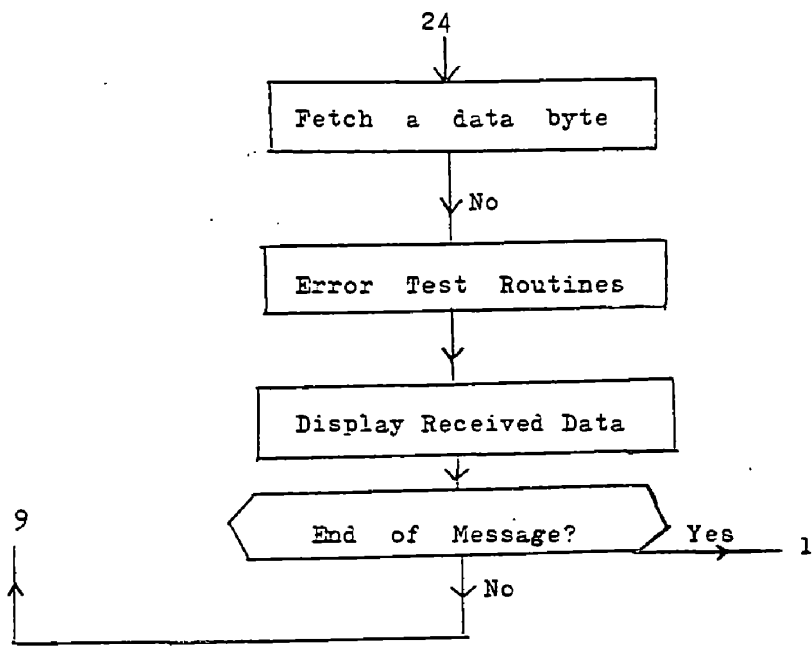 24
Fetch a data byte
No
Error Test Routines
Display Received Data
9
End of Message?
Yes
1
No